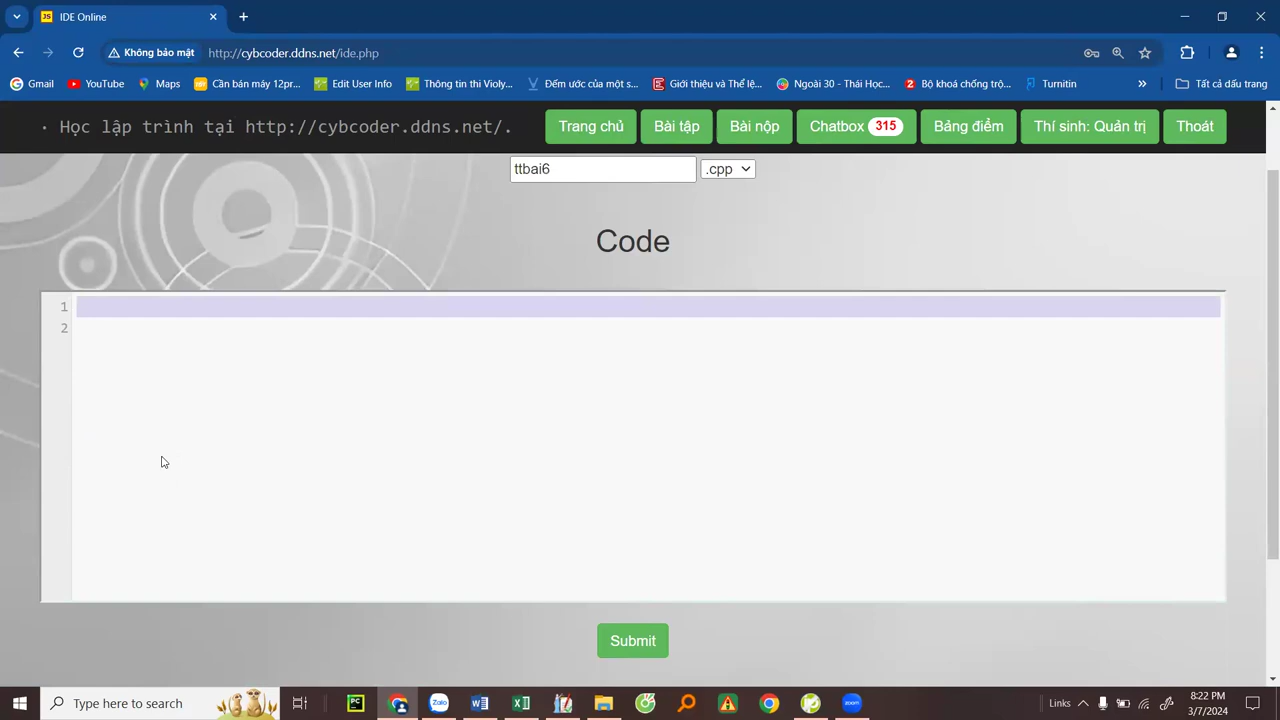 IDE Online
Không bảo mật
http://cybcoder.ddns.net/ide.php
Gmail
YouTube
Maps
Cần bán máy 12pr...
Edit User Info
Thông tin thi Violy...
Đếm ước của một s...
Giới thiệu và Thể lệ...
Ngoài 30 - Thái Học...
Bộ khoá chống trộ...
Turnitin
Tất cả dấu trang
· Học lập trình tại http://cybcoder.ddns.net/.
Trang chủ
Bài tập
Bài nộp
Chatbox 315
Bảng điểm
Thí sinh: Quản trị
Thoát
ttbai6
.cpp
Code
1
2
Submit
Type here to search
PC
Zalo
zoom
Links
8:22 PM
3/7/2024